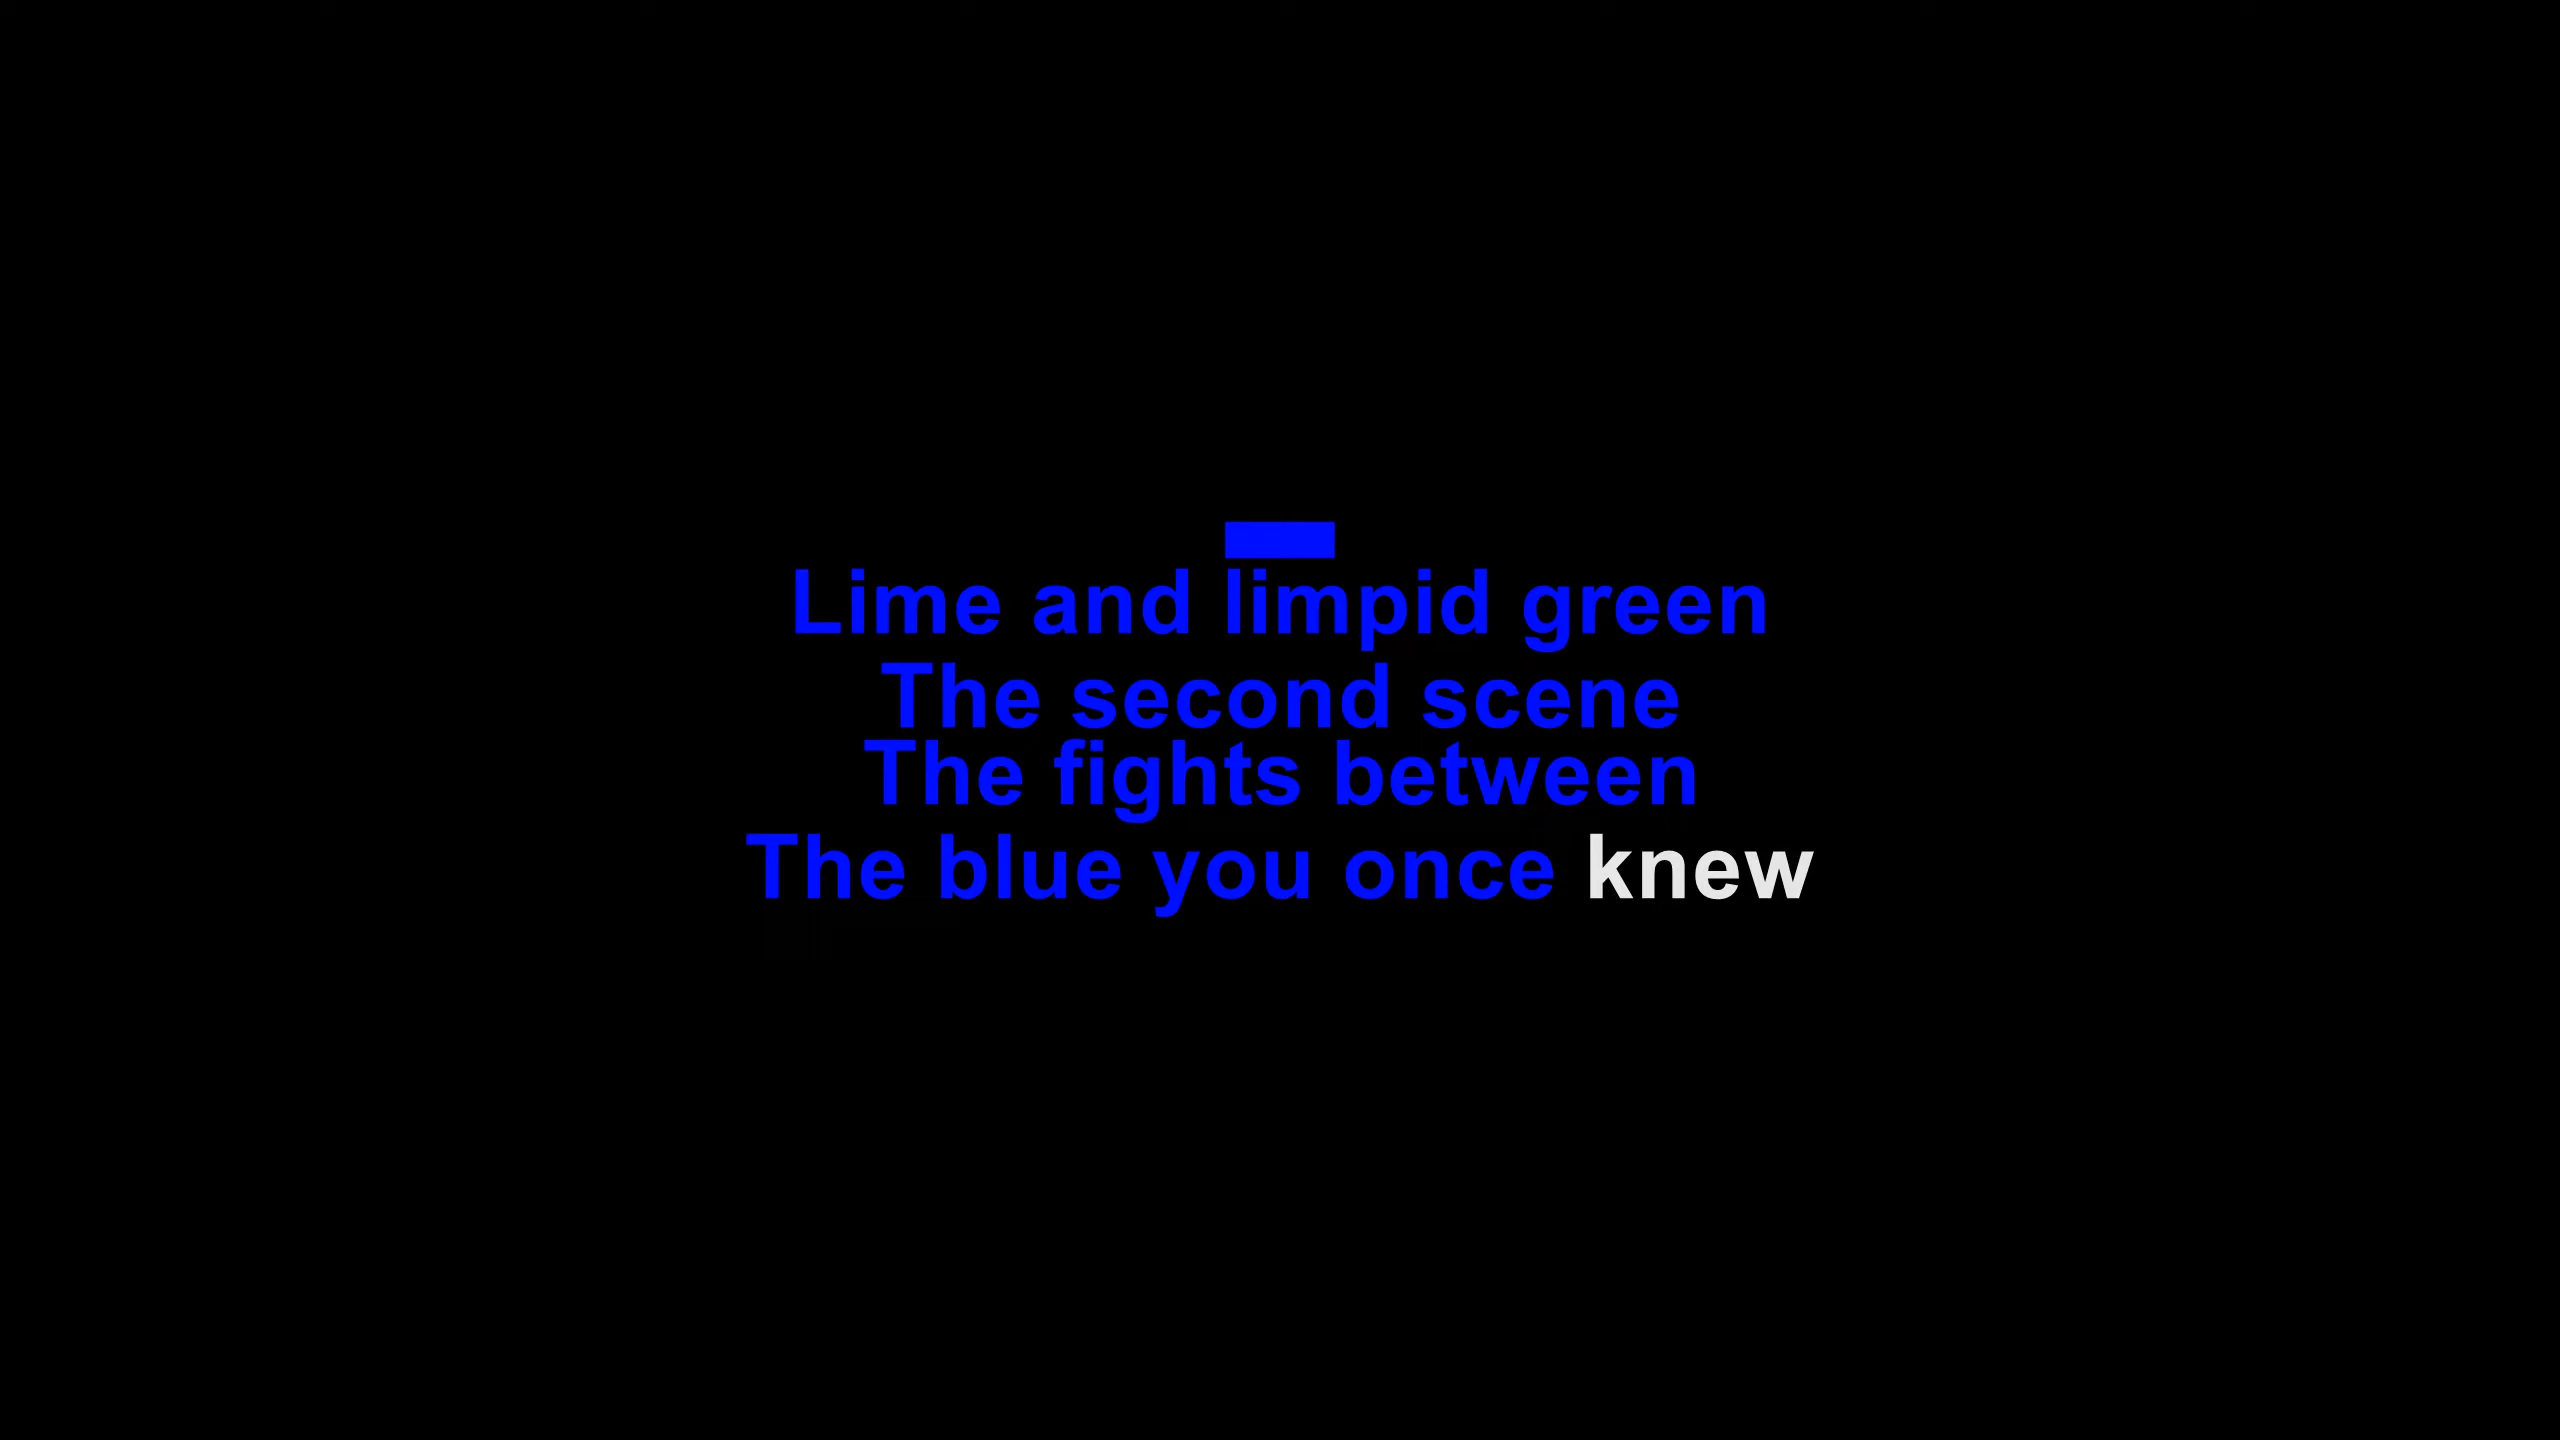 Lime and limpid green
The second scene
The fights between
The blue you once knew